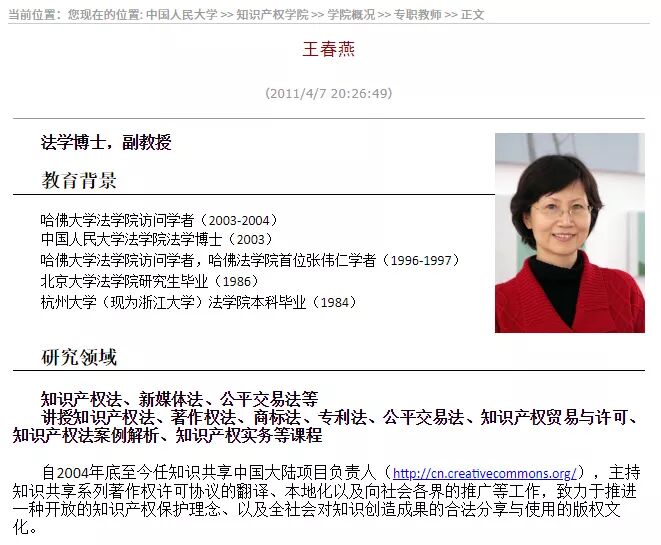 当前位置：您现在的位置: 中国人民大学 >> 知识产权学院 >> 学院概况 >> 专职教师 >> 正文
王春燕
(2011/4/7 20:26:49)
法学博士，副教授
教育背景
哈佛大学法学院访问学者（2003-2004）
中国人民大学法学院法学博士（2003）
哈佛大学法学院访问学者，哈佛法学院首位张伟仁学者（1996-1997）
北京大学法学院研究生毕业（1986）
杭州大学（现为浙江大学）法学院本科毕业（1984）
研究领域
知识产权法、新媒体法、公平交易法等
讲授知识产权法、著作权法、商标法、专利法、公平交易法、知识产权贸易与许可、
知识产权法案例解析、知识产权实务等课程
自2004年底至今任知识共享中国大陆项目负责人（http://cn.creativecommons.org/），主持
知识共享系列著作权许可协议的翻译、本地化以及向社会各界的推广等工作，致力于推进
一种开放的知识产权保护理念、以及全社会对知识创造成果的合法分享与使用的版权文
化。